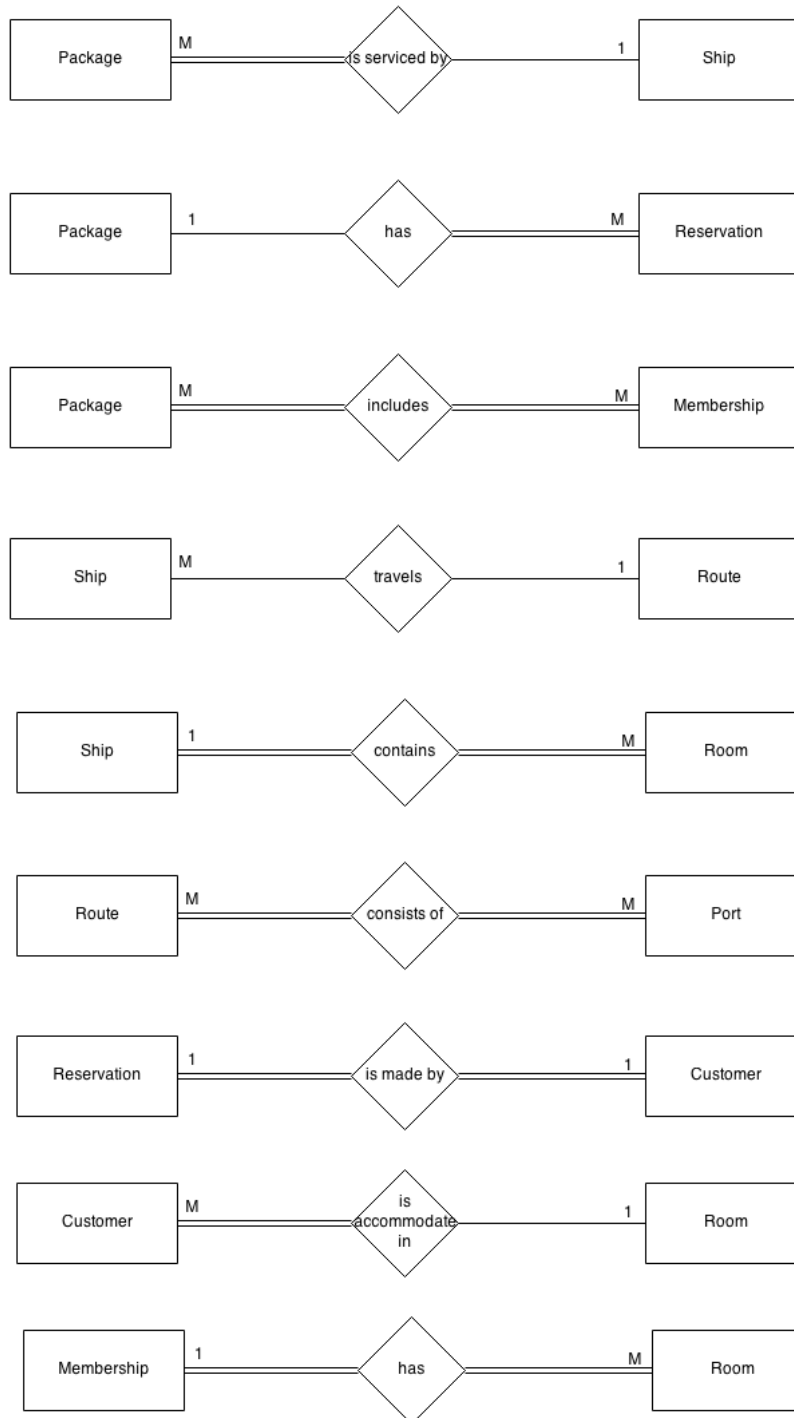 M
1
Package
is serviced by
Ship
1
M
Package
has
Reservation
M
M
Package
includes
Membership
M
1
Ship
travels
Route
1
M
Ship
contains
Room
M
M
Route
consists of
Port
1
1
Reservation
is made by
Customer
M
1
Customer
is
accommodate
in
Room
1
M
Membership
has
Room